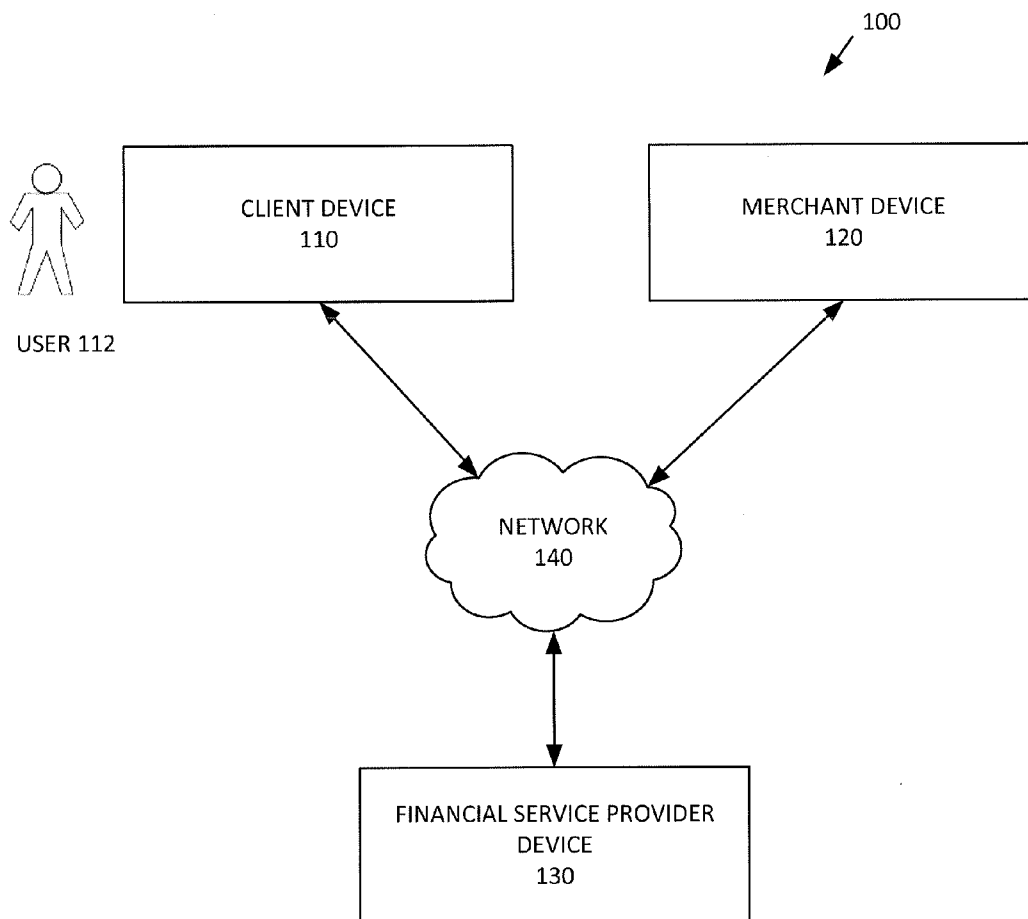 100
CLIENT DEVICE
110
MERCHANT DEVICE
120
USER 112
NETWORK
140
FINANCIAL SERVICE PROVIDER
DEVICE
130